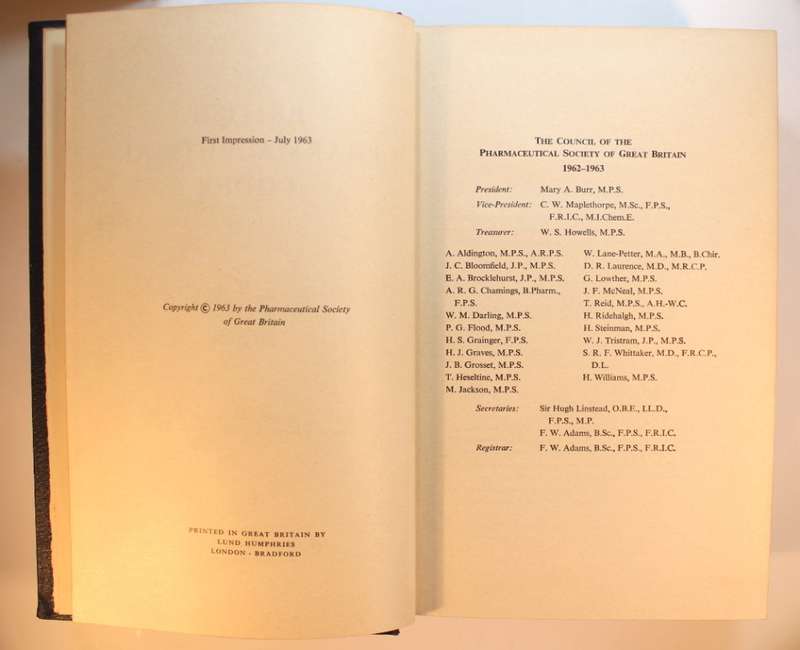 First Impression – July 1963
Copyright © 1963 by the Pharmaceutical Society
of Great Britain
PRINTED IN GREAT BRITAIN BY
LUND HUMPHRIES
LONDON · BRADFORD
THE COUNCIL OF THE
PHARMACEUTICAL SOCIETY OF GREAT BRITAIN
1962–1963
President: Mary A. Burr, M.P.S.
Vice-President: C. W. Maplethorpe, M.Sc., F.P.S.,
F.R.I.C., M.I.Chem.E.
Treasurer: W. S. Howells, M.P.S.
A. Aldington, M.P.S., A.R.P.S.
J. C. Bloomfield, J.P., M.P.S.
E. A. Brocklehurst, J.P., M.P.S.
A. R. G. Chamings, B.Pharm.,
F.P.S.
W. M. Darling, M.P.S.
P. G. Flood, M.P.S.
H. S. Grainger, F.P.S.
H. J. Graves, M.P.S.
J. B. Grosset, M.P.S.
T. Heseltine, M.P.S.
M. Jackson, M.P.S.
W. Lane-Petter, M.A., M.B., B.Chir.
D. R. Laurence, M.D., M.R.C.P.
G. Lowther, M.P.S.
J. F. McNeal, M.P.S.
T. Reid, M.P.S., A.H.-W.C.
H. Ridehalgh, M.P.S.
H. Steinman, M.P.S.
W. J. Tristram, J.P., M.P.S.
S. R. F. Whittaker, M.D., F.R.C.P.,
D.L.
H. Williams, M.P.S.
Secretaries: Sir Hugh Linstead, O.B.E., LL.D.,
F.P.S., M.P.
F. W. Adams, B.Sc., F.P.S., F.R.I.C.
Registrar: F. W. Adams, B.Sc., F.P.S., F.R.I.C.